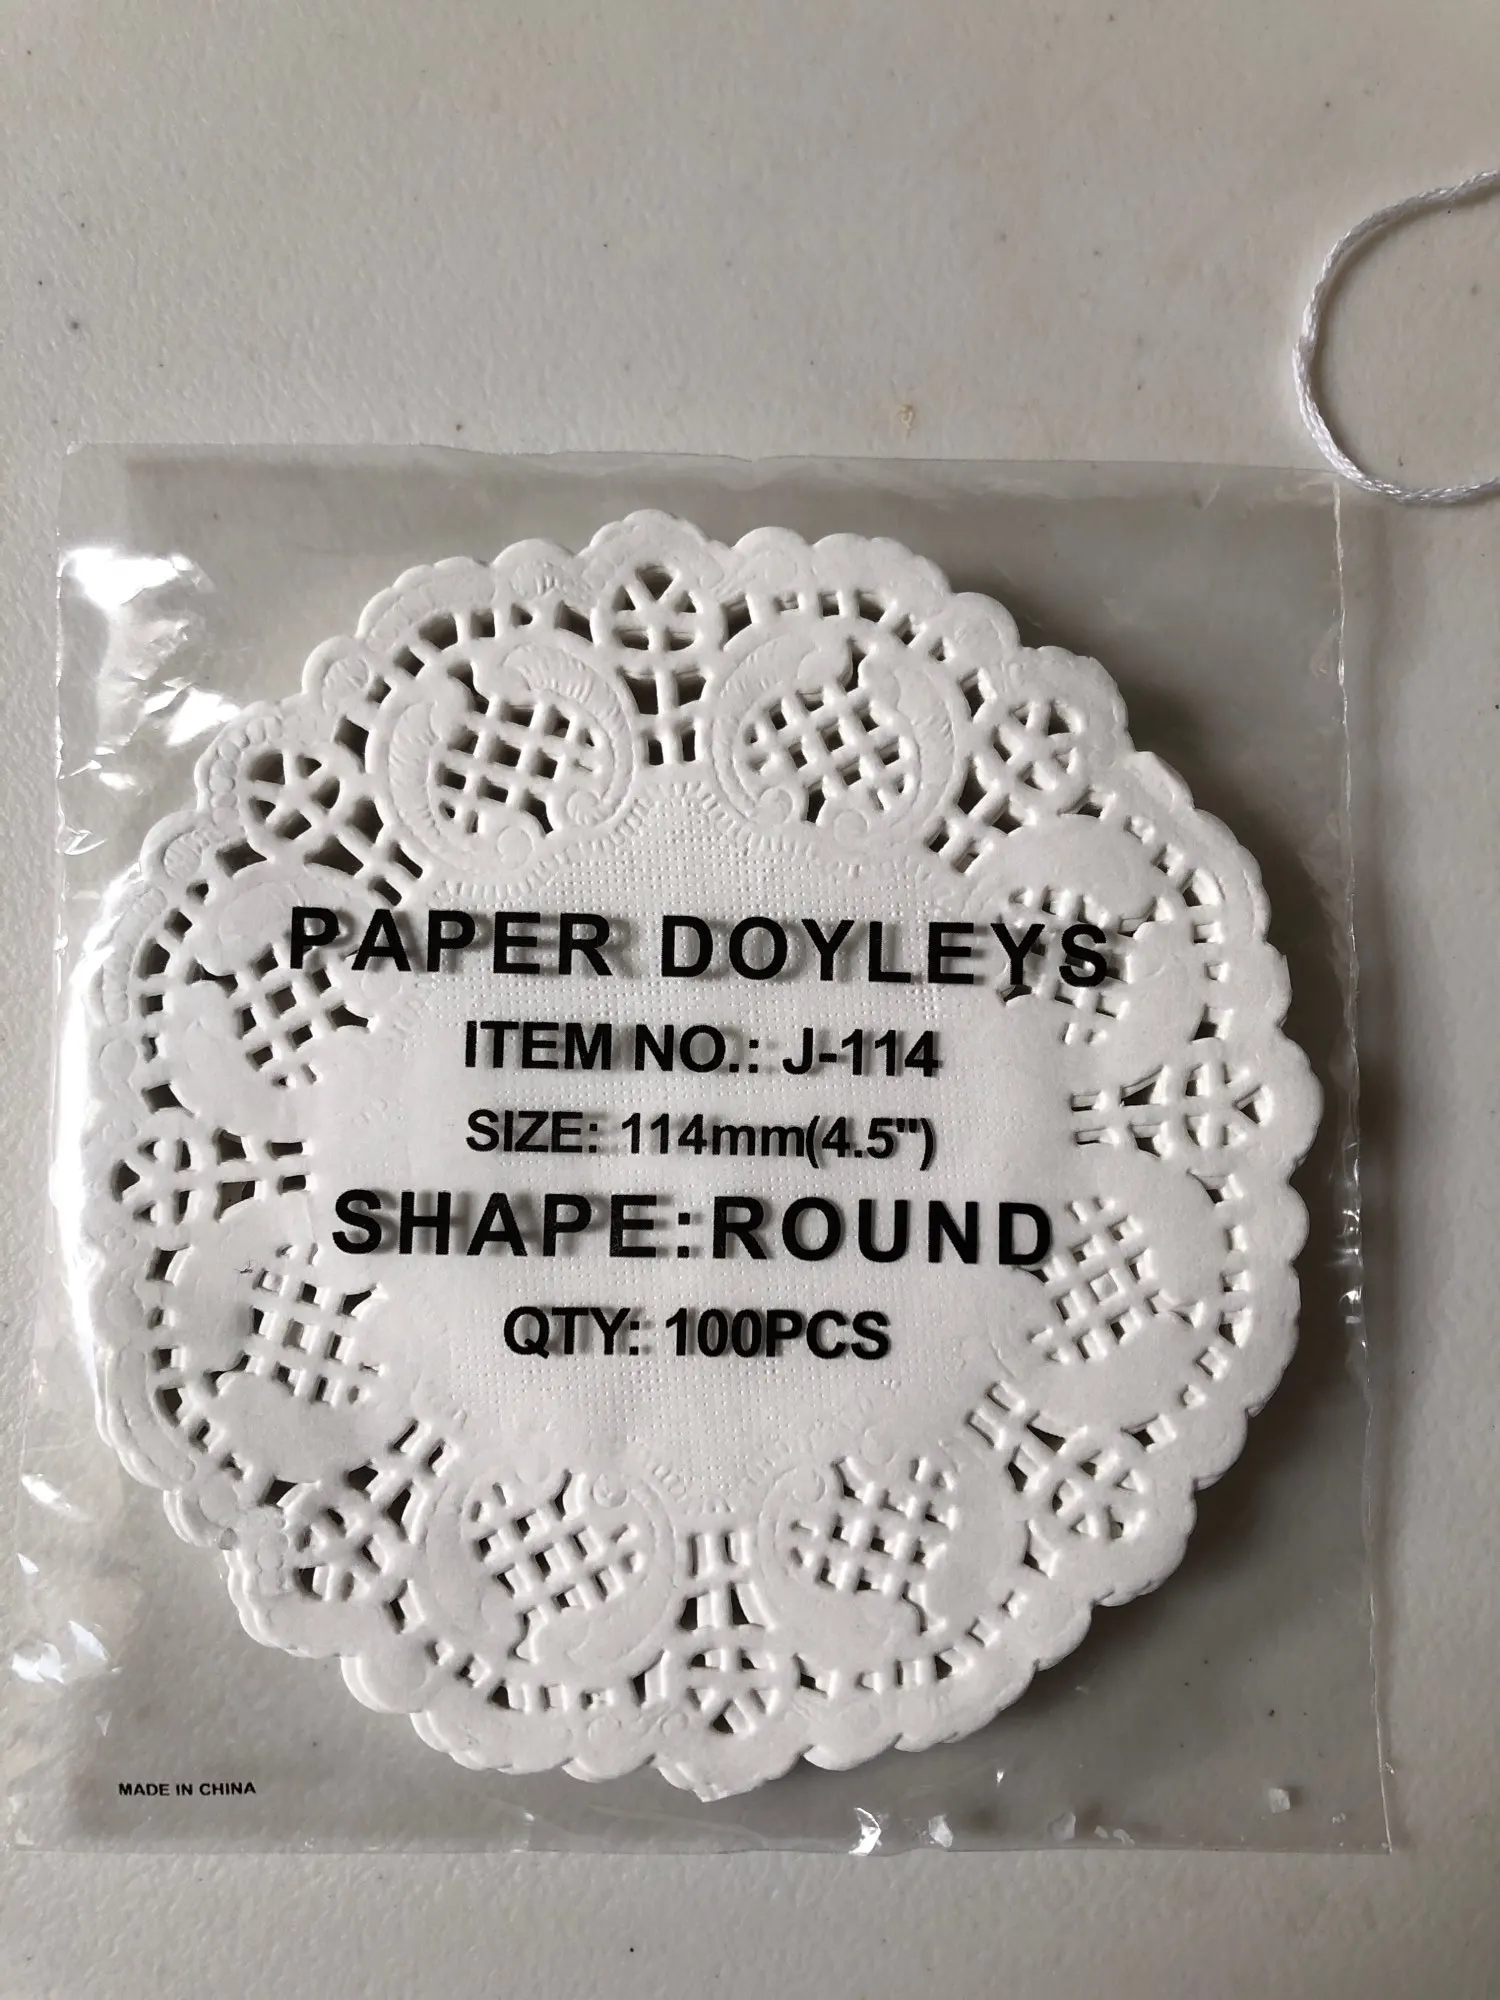 PAPER DOYLEYS
ITEM NO.: J-114
SIZE: 114mm(4.5")
SHAPE:ROUND
QTY: 100PCS
MADE IN CHINA